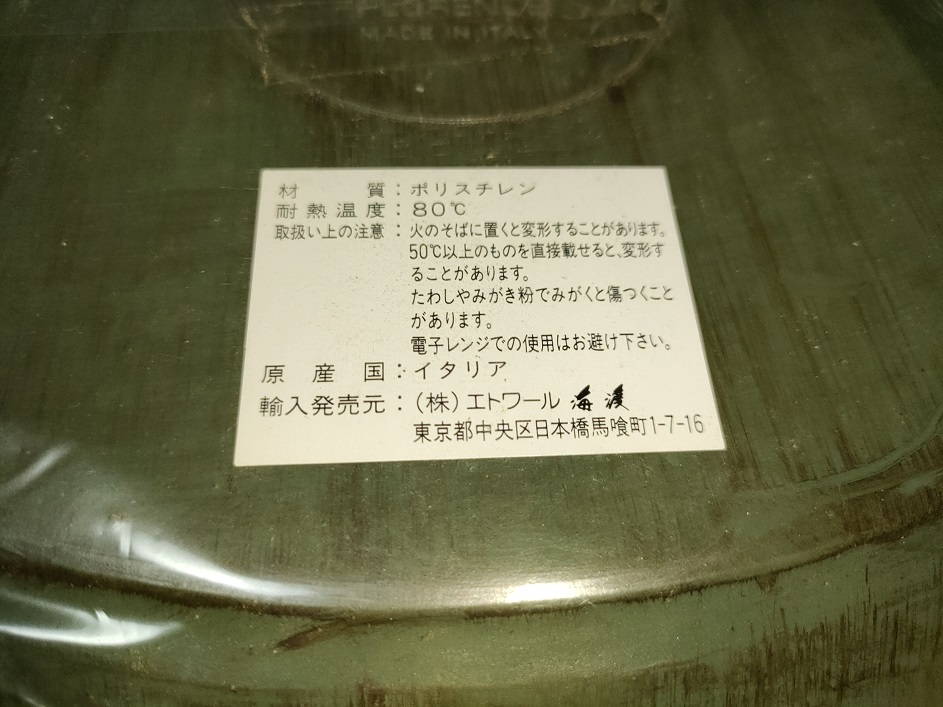 MADE IN ITALY
材質：ポリスチレン
耐熱温度：80℃
取扱い上の注意：火のそばに置くと変形することがあります。
50℃以上のものを直接載せると、変形す
ることがあります。
たわしやみがき粉でみがくと傷つくこと
があります。
電子レンジでの使用はお避け下さい。
原産国：イタリア
輸入発売元：（株）エトワール海渡
東京都中央区日本橋馬喰町1-7-16